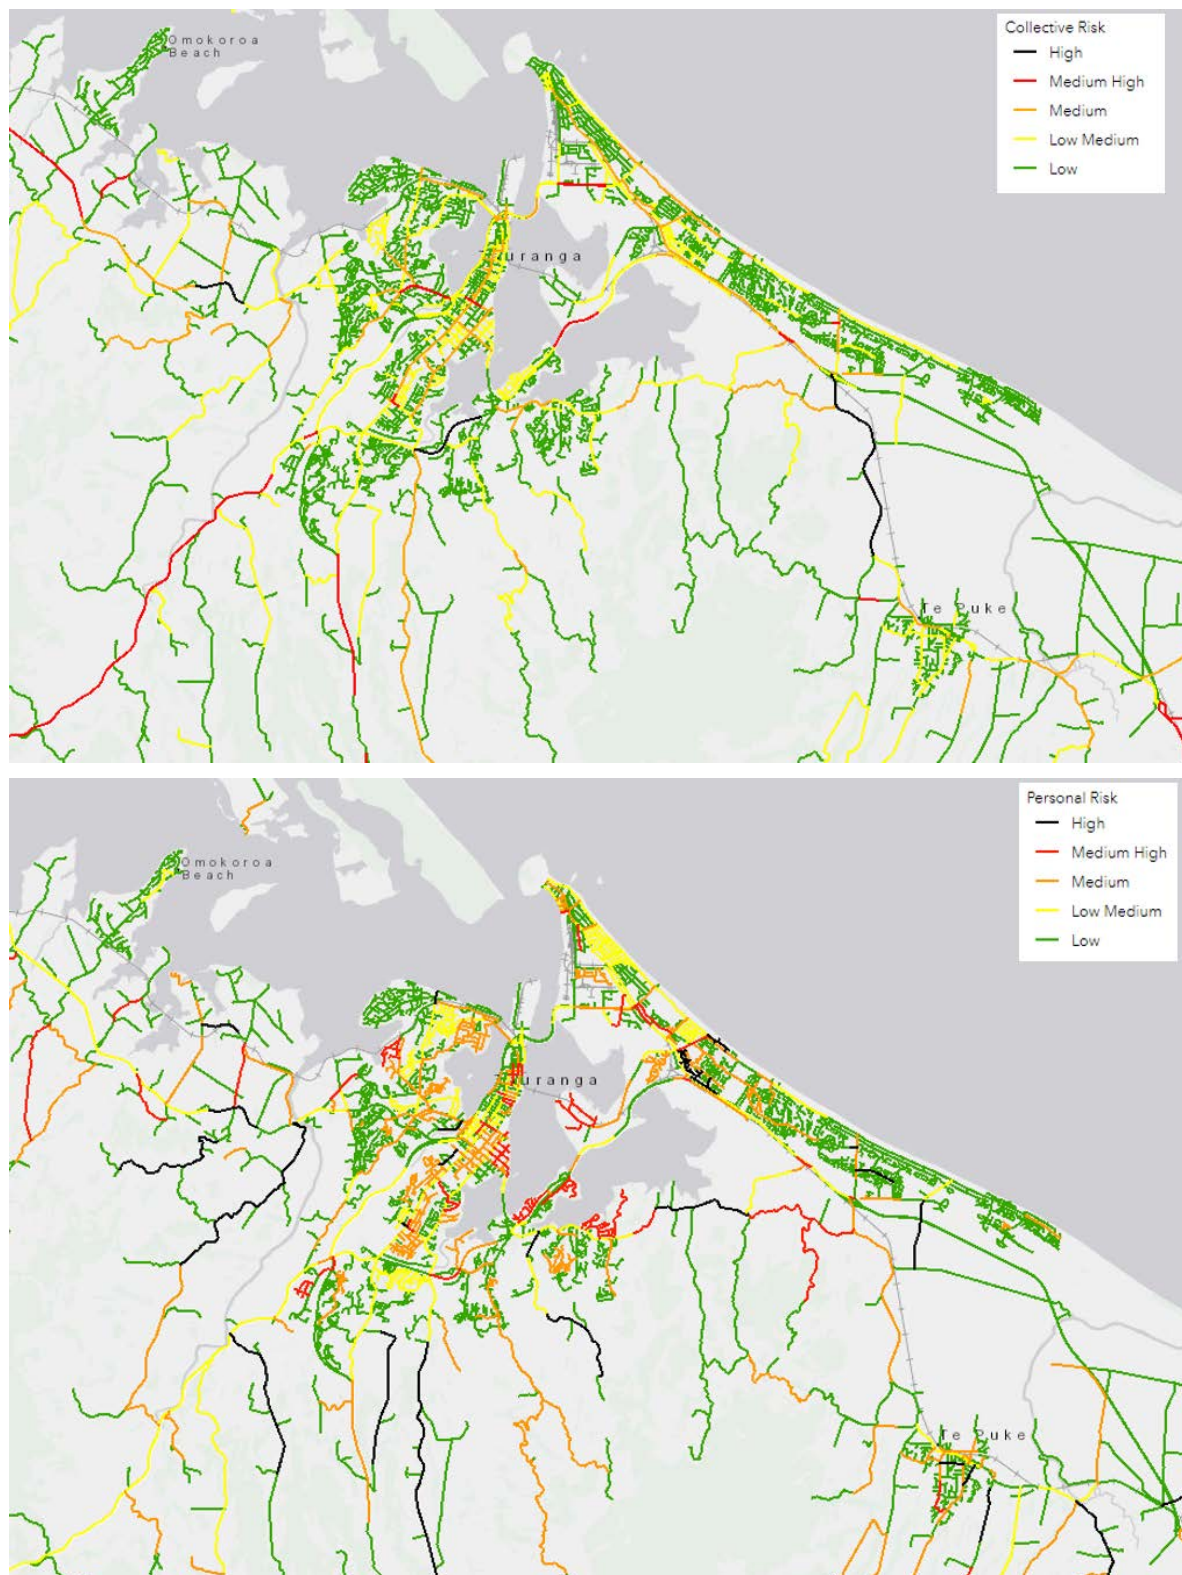 Omokoroa
Beach
Collective Risk
High
Medium High
Medium
Low Medium
Low
uranga
Te Puke
Personal Risk
High
Medium High
Medium
Low Medium
Low
Omokoroa
Beach
uranga
Te Puke